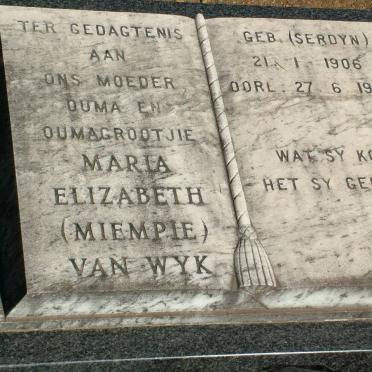 TER GEDAGTENIS
AAN
ONS MOEDER
OUMA EN
OUMAGROOTJIE
MARIA
ELIZABETH
(MIEMPIE)
VAN WYK
GEB. (SERDYN)
21 1 1906
OORL. 27 6 19
WAT SY KO
HET SY GE